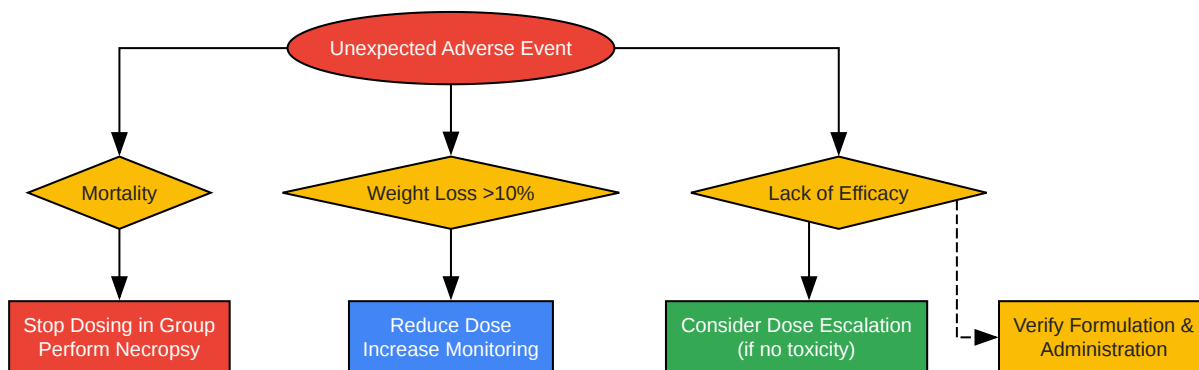 Unexpected Adverse Event
Mortality
Weight Loss >10%
Lack of Efficacy
Stop Dosing in Group
Perform Necropsy
Reduce Dose
Increase Monitoring
Consider Dose Escalation
(if no toxicity)
Verify Formulation &
Administration